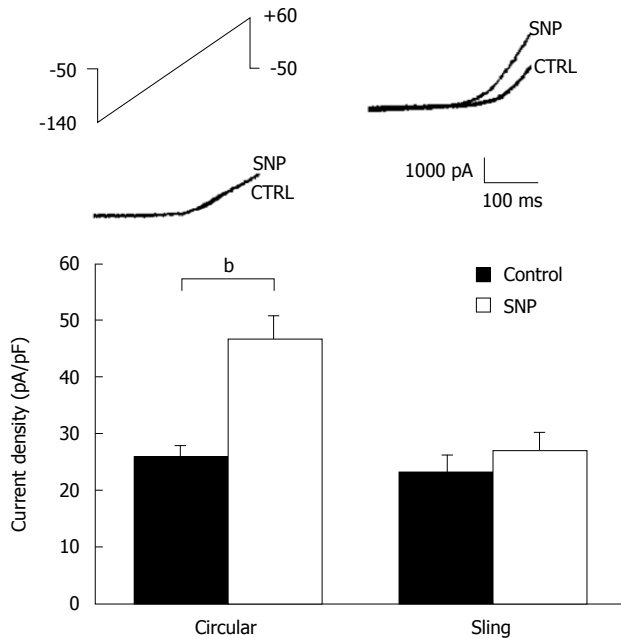 +60
-50
-50
-140
SNP
CTRL
SNP
CTRL
1000 pA
100 ms
60
50
40
30
20
10
0
Current density (pA/pF)
b
Control
SNP
Circular
Sling